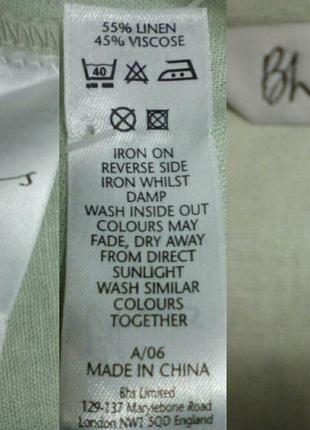 55% LINEN
45% VISCOSE
40
IRON ON
REVERSE SIDE
IRON WHILST
DAMP
WASH INSIDE OUT
COLOURS MAY
FADE, DRY AWAY
FROM DIRECT
SUNLIGHT
WASH SIMILAR
COLOURS
TOGETHER
A/06
MADE IN CHINA
Bhs Limited
129-137 Marylebone Road
London NW1 5QD England
Bh
s